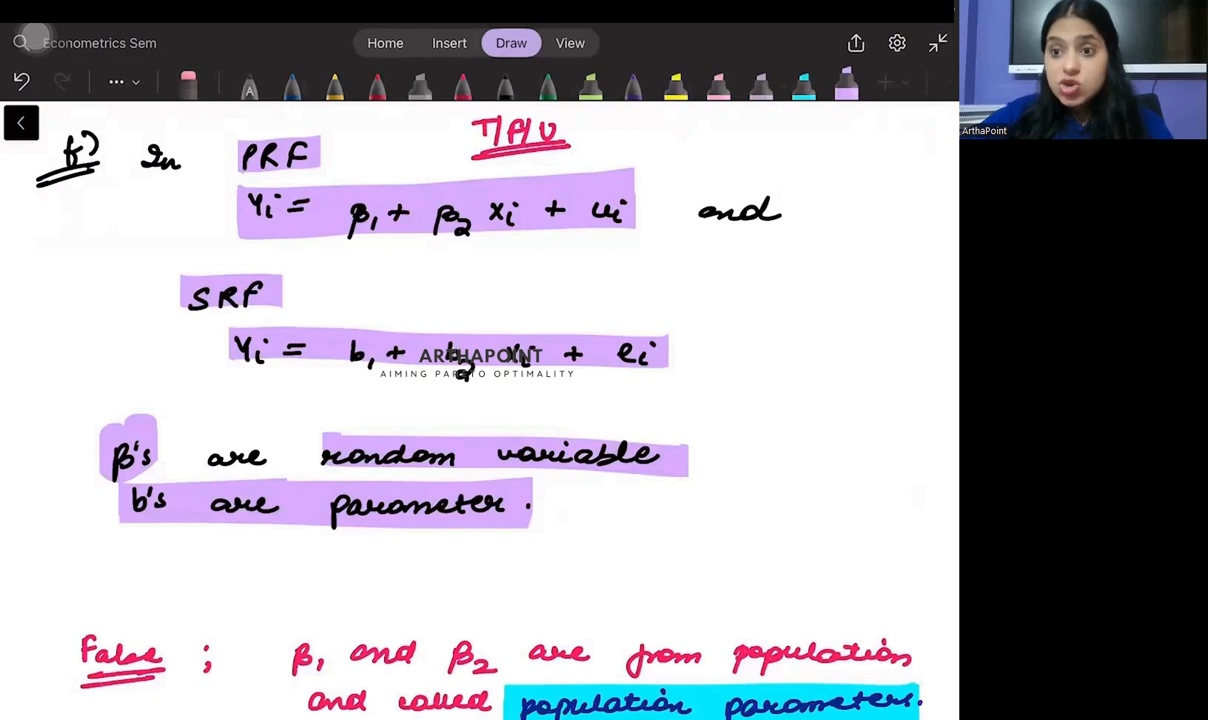 Econometrics Sem
Home Insert Draw View
T/F/U
f) In PRF
Yi = β1 + β2 Xi + ui and
SRF
Yi = b1 + b2 Xi + ei
ARTHAPOINT
AIMING PARETO OPTIMALITY
β's are random variable
b's are parameter.
False ; β1 and β2 are from population
and called population parameters.
ArthaPoint